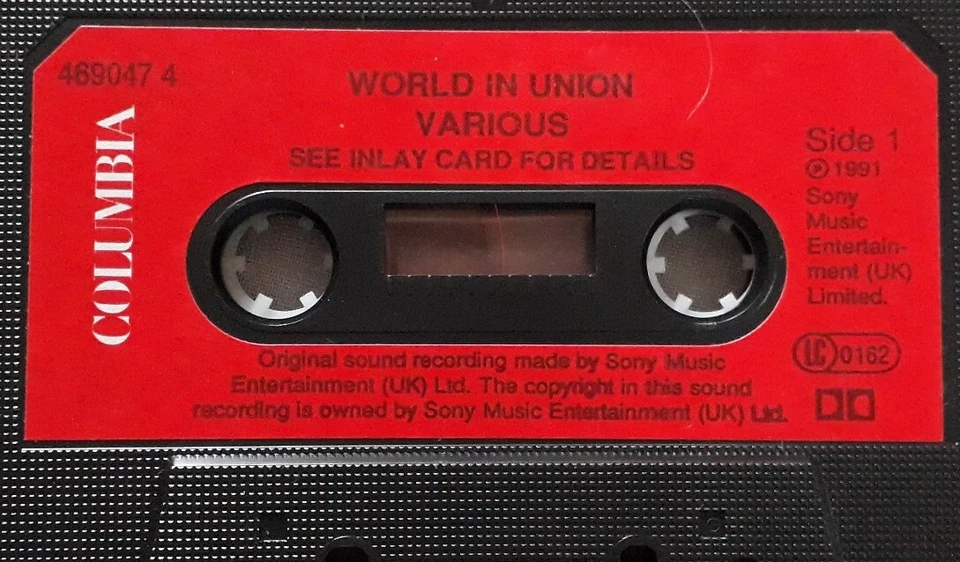 469047 4
COLUMBIA
WORLD IN UNION
VARIOUS
SEE INLAY CARD FOR DETAILS
Side 1
Ⓟ 1991
Sony
Music
Entertain-
ment (UK)
Limited.
LC 0162
Original sound recording made by Sony Music
Entertainment (UK) Ltd. The copyright in this sound
recording is owned by Sony Music Entertainment (UK) Ltd.